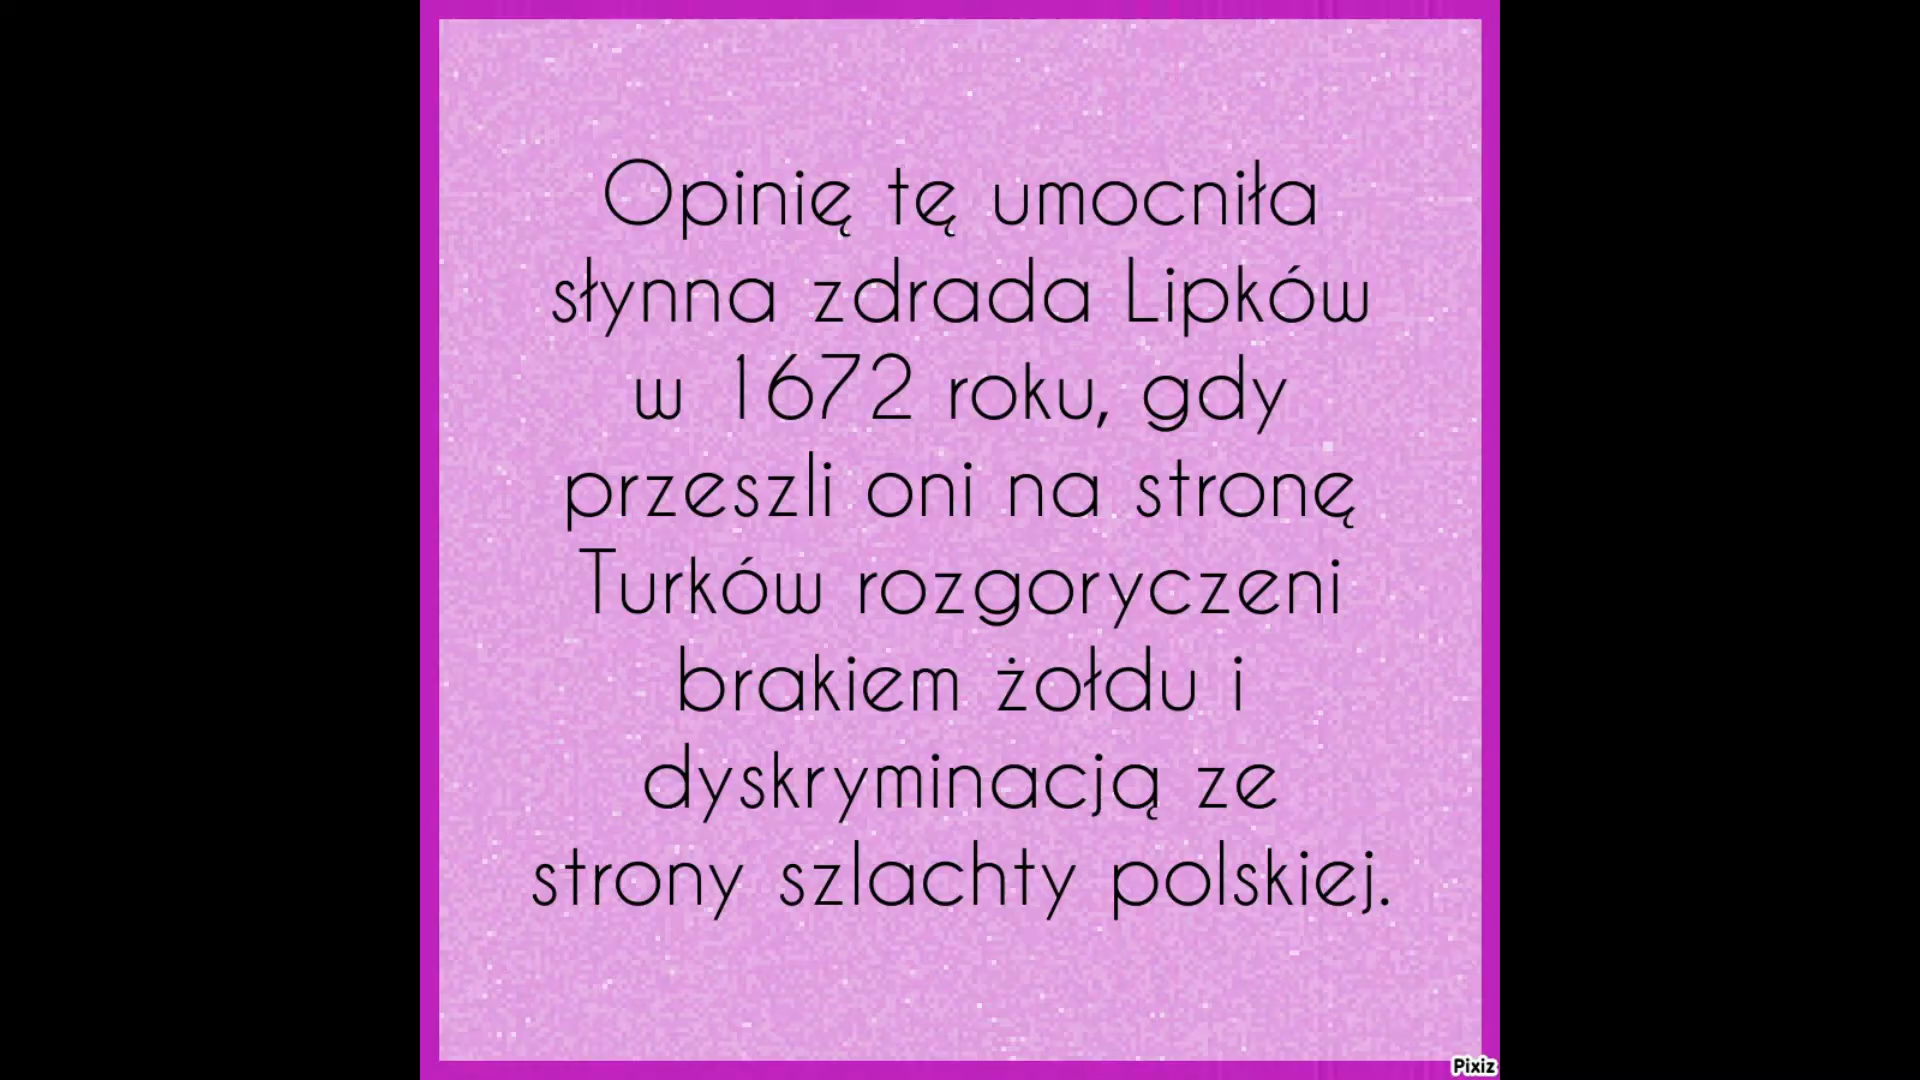 Opinię tę umocniła
słynna zdrada Lipków
w 1672 roku, gdy
przeszli oni na stronę
Turków rozgoryczeni
brakiem żołdu i
dyskryminacją ze
strony szlachty polskiej.
Pixiz